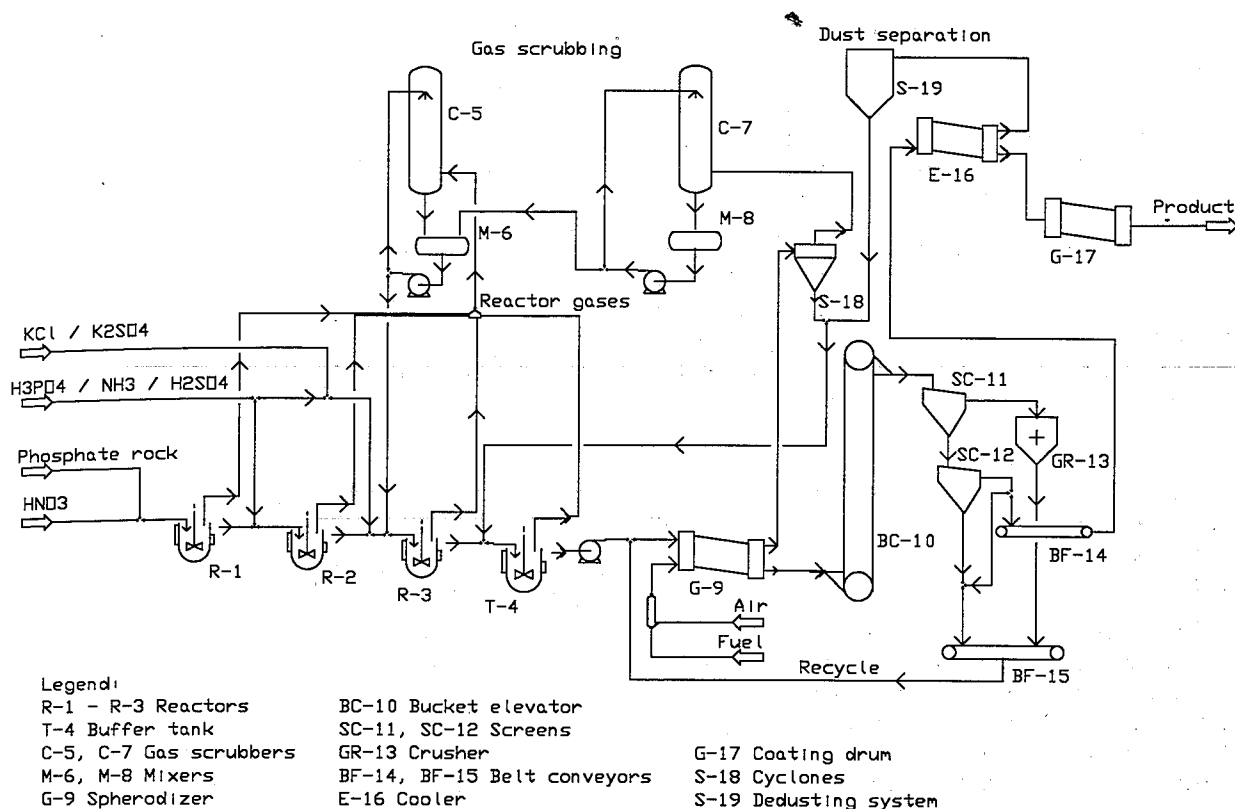 Gas scrubbing
Dust separation
C-5
C-7
S-19
E-16
M-6
M-8
Product
G-17
S-18
Reactor gases
KCl / K2SO4
H3PO4 / NH3 / H2SO4
SC-11
Phosphate rock
SC-12
GR-13
HNO3
BC-10
BF-14
R-1
R-2
R-3
T-4
G-9
Air
Fuel
Recycle
BF-15
Legend:
R-1 - R-3 Reactors
T-4 Buffer tank
C-5, C-7 Gas scrubbers
M-6, M-8 Mixers
G-9 Spherodizer
BC-10 Bucket elevator
SC-11, SC-12 Screens
GR-13 Crusher
BF-14, BF-15 Belt conveyors
E-16 Cooler
G-17 Coating drum
S-18 Cyclones
S-19 Dedusting system